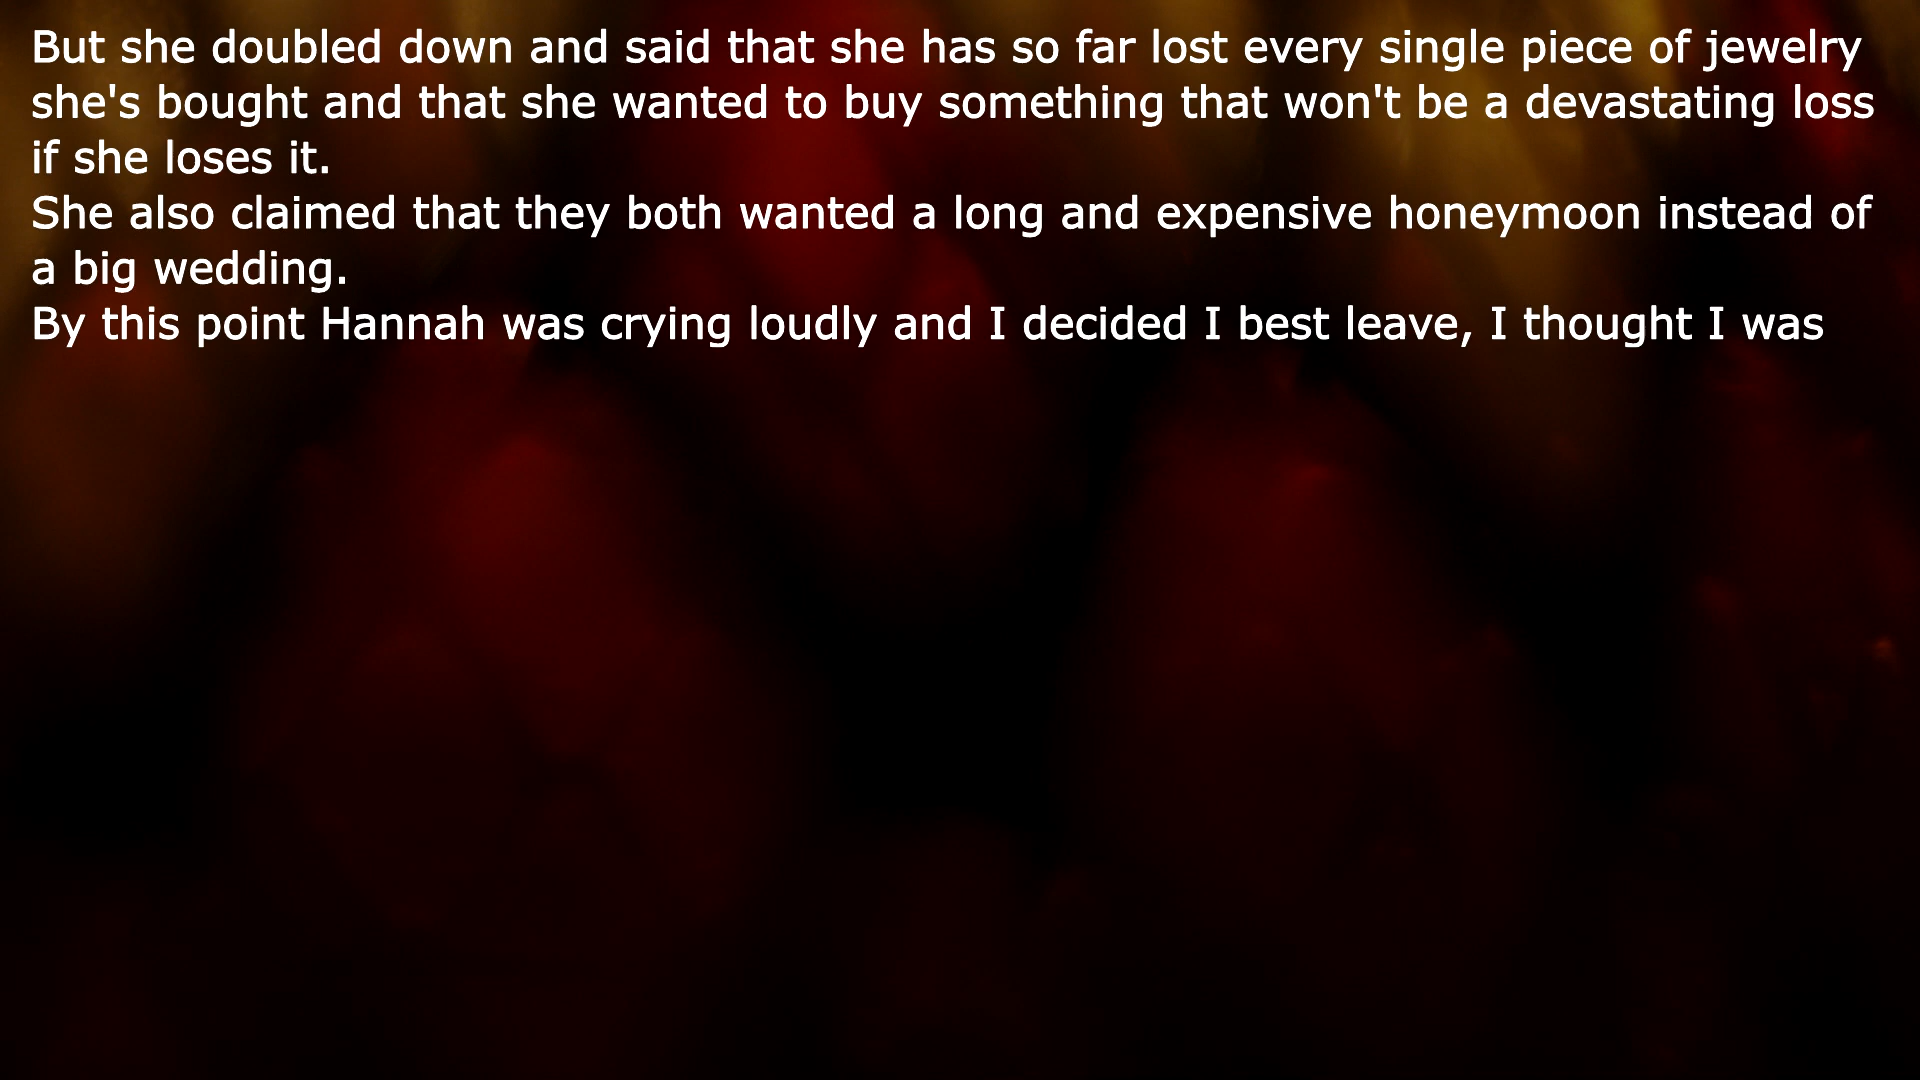 But she doubled down and said that she has so far lost every single piece of jewelry
she's bought and that she wanted to buy something that won't be a devastating loss
if she loses it.
She also claimed that they both wanted a long and expensive honeymoon instead of
a big wedding.
By this point Hannah was crying loudly and I decided I best leave, I thought I was